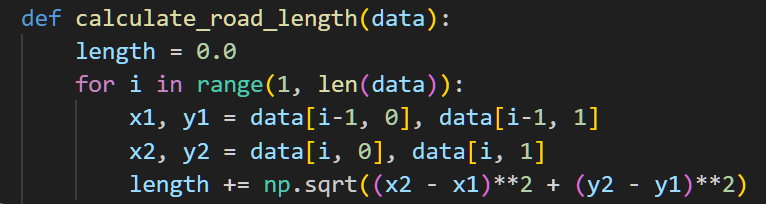 def calculate_road_length(data):
    length = 0.0
    for i in range(1, len(data)):
        x1, y1 = data[i-1, 0], data[i-1, 1]
        x2, y2 = data[i, 0], data[i, 1]
        length += np.sqrt((x2 - x1)**2 + (y2 - y1)**2)